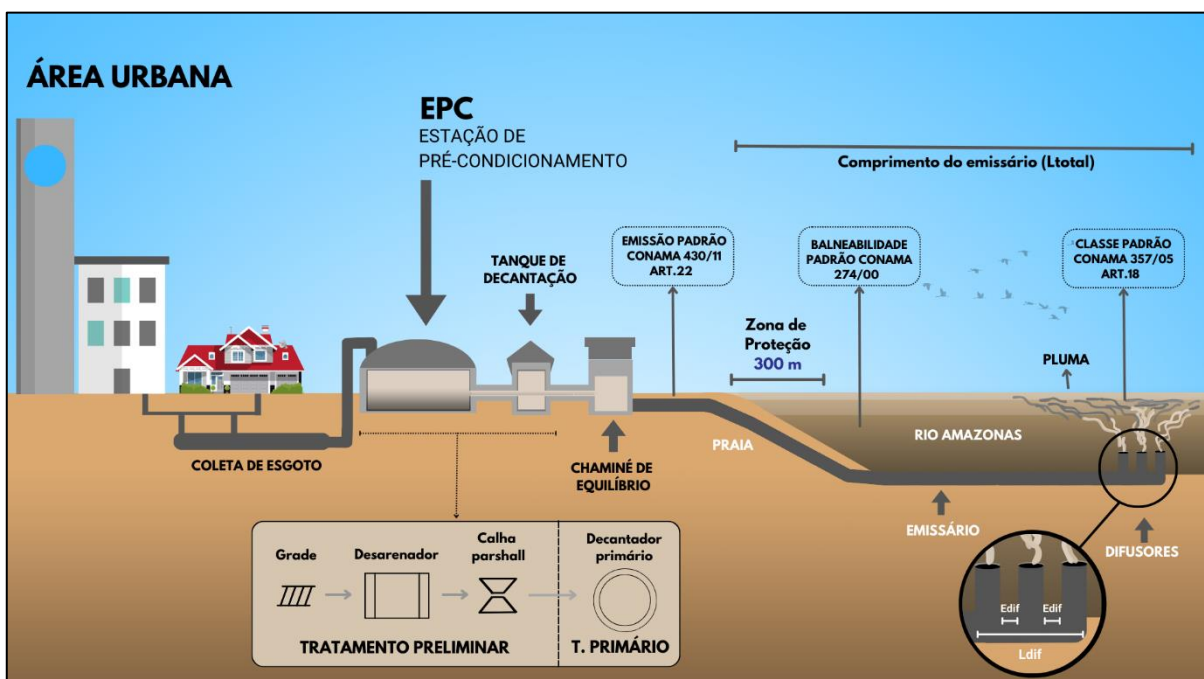 ÁREA URBANA
EPC
ESTAÇÃO DE
PRÉ-CONDICIONAMENTO
Comprimento do emissário (Ltotal)
TANQUE DE
DECANTAÇÃO
EMISSÃO PADRÃO
CONAMA 430/11
ART.22
BALNEABILIDADE
PADRÃO CONAMA
274/00
CLASSE PADRÃO
CONAMA 357/05
ART.18
Zona de
Proteção
300 m
PLUMA
COLETA DE ESGOTO
CHAMINÉ DE
EQUILÍBRIO
PRAIA
RIO AMAZONAS
EMISSÁRIO
DIFUSORES
Grade
Desarenador
Calha
parshall
Decantador
primário
TRATAMENTO PRELIMINAR
T. PRIMÁRIO
Edif
Edif
Ldif